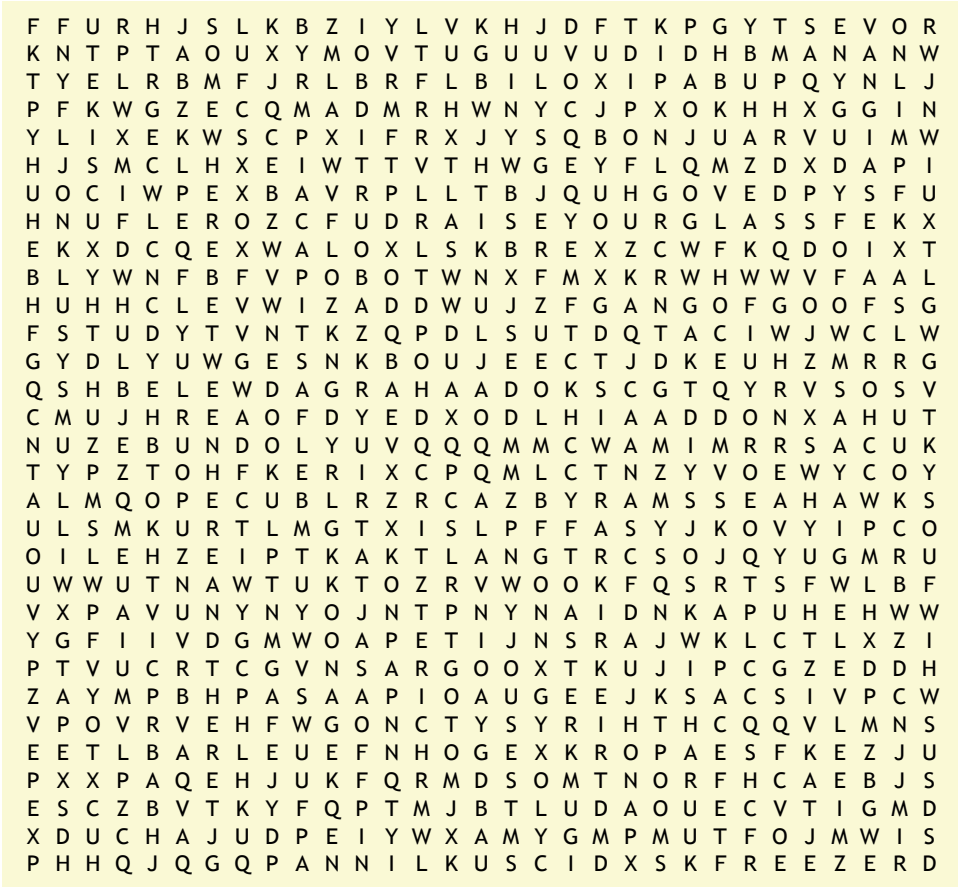 F F U R H J S L K B Z I Y L V K H J D F T K P G Y T S E V O R
K N T P T A O U X Y M O V T U G U U V U D I D H B M A N A N W
T Y E L R B M F J R L B R F L B I L O X I P A B U P Q Y N L J
P F K W G Z E C Q M A D M R H W N Y C J P X O K H H X G G I N
Y L I X E K W S C P X I F R X J Y S Q B O N J U A R V U I M W
H J S M C L H X E I W T T V T H W G E Y F L Q M Z D X D A P I
U O C I W P E X B A V R P L L T B J Q U H G O V E D P Y S F U
H N U F L E R O Z C F U D R A I S E Y O U R G L A S S F E K X
E K X D C Q E X W A L O X L S K B R E X Z C W F K Q D O I X T
B L Y W N F B F V P O B O T W N X F M X K R W H W W V F A A L
H U H H C L E V W I Z A D D W U J Z F G A N G O F G O O F S G
F S T U D Y T V N T K Z Q P D L S U T D Q T A C I W J W C L W
G Y D L Y U W G E S N K B O U J E E C T J D K E U H Z M R R G
Q S H B E L E W D A G R A H A A D O K S C G T Q Y R V S O S V
C M U J H R E A O F D Y E D X O D L H I A A D D O N X A H U T
N U Z E B U N D O L Y U V Q Q Q M M C W A M I M R R S A C U K
T Y P Z T O H F K E R I X C P Q M L C T N Z Y V O E W Y C O Y
A L M Q O P E C U B L R Z R C A Z B Y R A M S S E A H A W K S
U L S M K U R T L M G T X I S L P F F A S Y J K O V Y I P C O
O I L E H Z E I P T K A K T L A N G T R C S O J Q Y U G M R U
U W W U T N A W T U K T O Z R V W O O K F Q S R T S F W L B F
V X P A V U N Y N Y O J N T P N Y N A I D N K A P U H E H W W
Y G F I I V D G M W O A P E T I J N S R A J W K L C T L X Z I
P T V U C R T C G V N S A R G O O X T K U J I P C G Z E D D H
Z A Y M P B H P A S A A P I O A U G E E J K S A C S I V P C W
V P O V R V E H F W G O N C T Y S Y R I H T H C Q Q V L M N S
E E T L B A R L E U E F N H O G E X K R O P A E S F K E Z J U
P X X P A Q E H J U K F Q R M D S O M T N O R F H C A E B J S
E S C Z B V T K Y F Q P T M J B T L U D A O U E C V T I G M D
X D U C H A J U D P E I Y W X A M Y G M P M U T F O J M W I S
P H H Q J Q G Q P A N N I L K U S C I D X S K F R E E Z E R D